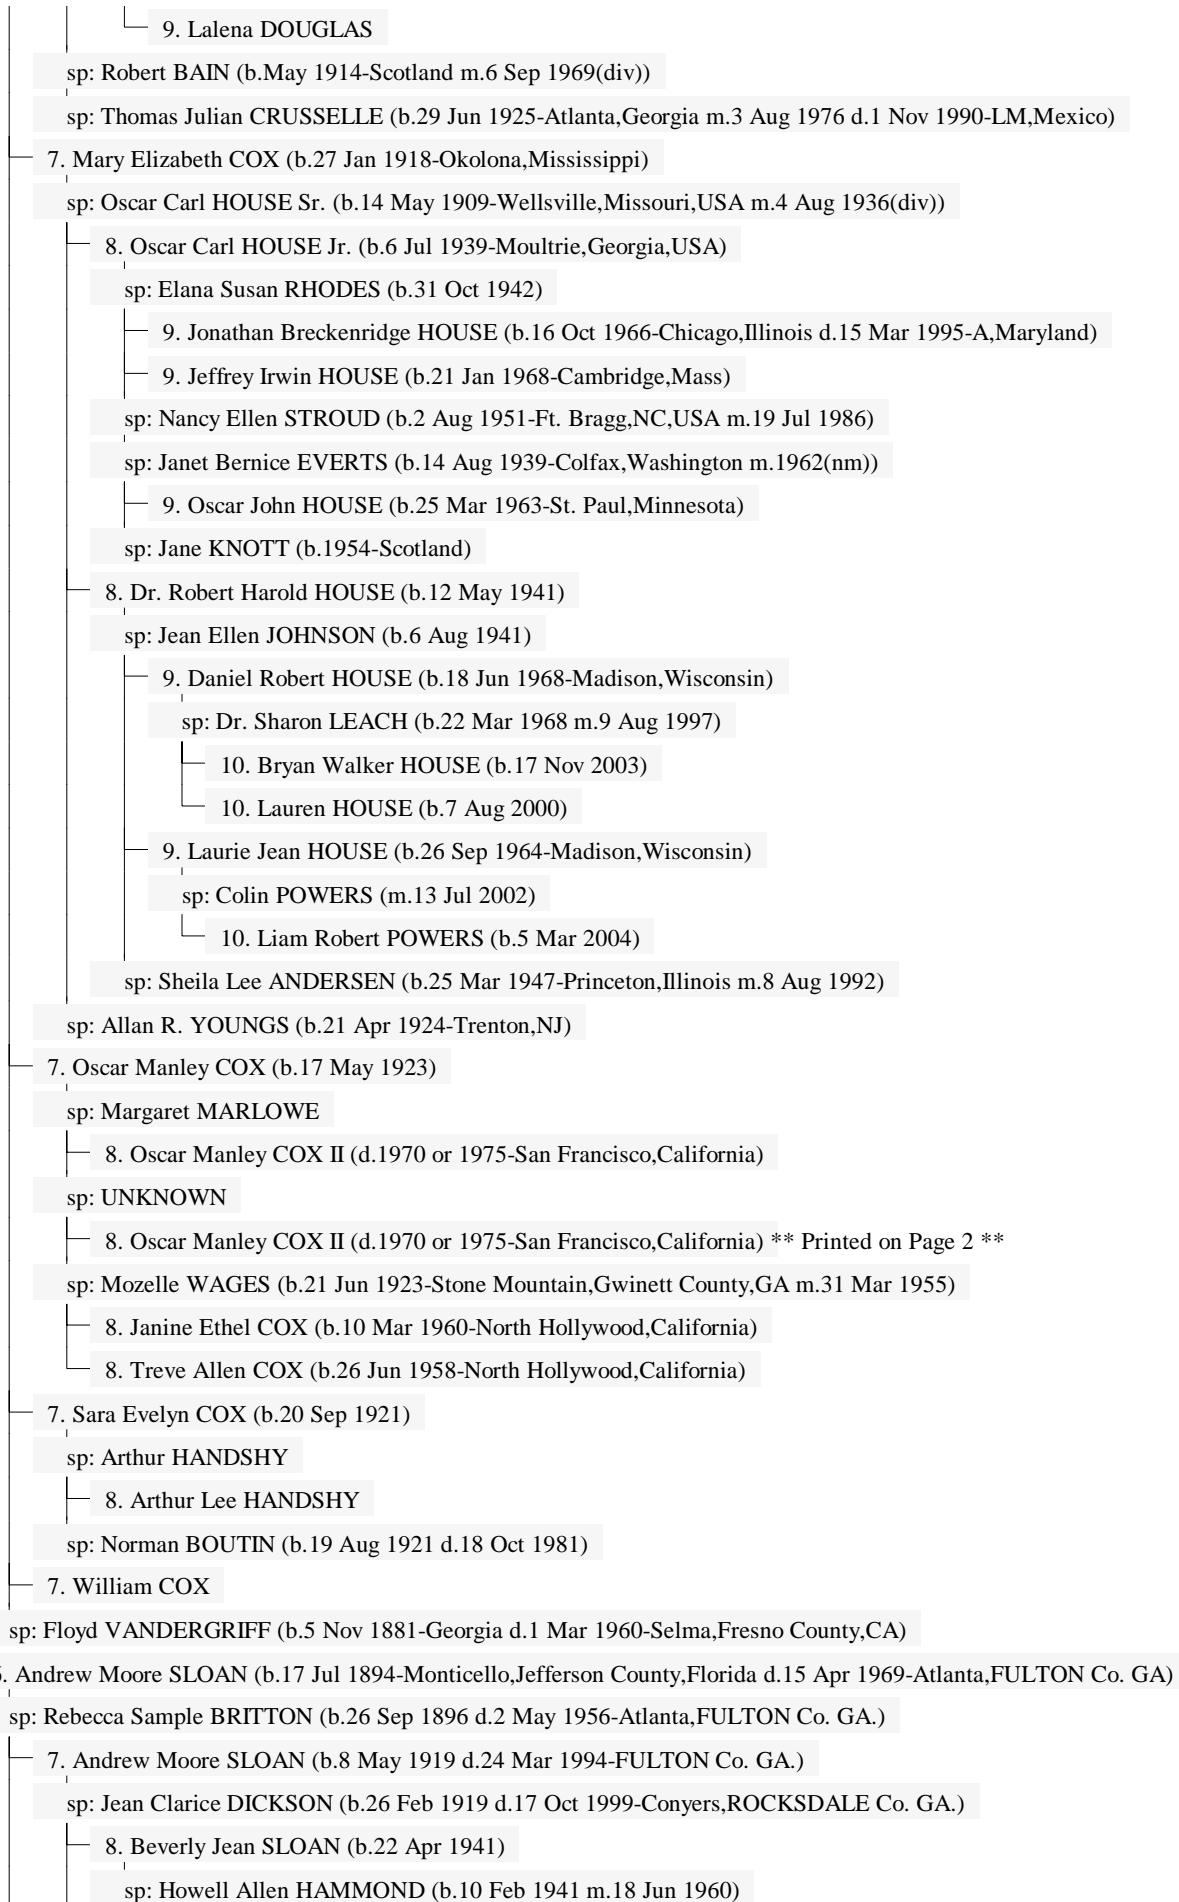 9. Lalena DOUGLAS
sp: Robert BAIN (b.May 1914-Scotland m.6 Sep 1969(div))
sp: Thomas Julian CRUSSELLE (b.29 Jun 1925-Atlanta,Georgia m.3 Aug 1976 d.1 Nov 1990-LM,Mexico)
7. Mary Elizabeth COX (b.27 Jan 1918-Okolona,Mississippi)
sp: Oscar Carl HOUSE Sr. (b.14 May 1909-Wellsville,Missouri,USA m.4 Aug 1936(div))
8. Oscar Carl HOUSE Jr. (b.6 Jul 1939-Moultrie,Georgia,USA)
sp: Elana Susan RHODES (b.31 Oct 1942)
9. Jonathan Breckenridge HOUSE (b.16 Oct 1966-Chicago,Illinois d.15 Mar 1995-A,Maryland)
9. Jeffrey Irwin HOUSE (b.21 Jan 1968-Cambridge,Mass)
sp: Nancy Ellen STROUD (b.2 Aug 1951-Ft. Bragg,NC,USA m.19 Jul 1986)
sp: Janet Bernice EVERTS (b.14 Aug 1939-Colfax,Washington m.1962(nm))
9. Oscar John HOUSE (b.25 Mar 1963-St. Paul,Minnesota)
sp: Jane KNOTT (b.1954-Scotland)
8. Dr. Robert Harold HOUSE (b.12 May 1941)
sp: Jean Ellen JOHNSON (b.6 Aug 1941)
9. Daniel Robert HOUSE (b.18 Jun 1968-Madison,Wisconsin)
sp: Dr. Sharon LEACH (b.22 Mar 1968 m.9 Aug 1997)
10. Bryan Walker HOUSE (b.17 Nov 2003)
10. Lauren HOUSE (b.7 Aug 2000)
9. Laurie Jean HOUSE (b.26 Sep 1964-Madison,Wisconsin)
sp: Colin POWERS (m.13 Jul 2002)
10. Liam Robert POWERS (b.5 Mar 2004)
sp: Sheila Lee ANDERSEN (b.25 Mar 1947-Princeton,Illinois m.8 Aug 1992)
sp: Allan R. YOUNGS (b.21 Apr 1924-Trenton,NJ)
7. Oscar Manley COX (b.17 May 1923)
sp: Margaret MARLOWE
8. Oscar Manley COX II (d.1970 or 1975-San Francisco,California)
sp: UNKNOWN
8. Oscar Manley COX II (d.1970 or 1975-San Francisco,California) ** Printed on Page 2 **
sp: Mozelle WAGES (b.21 Jun 1923-Stone Mountain,Gwinett County,GA m.31 Mar 1955)
8. Janine Ethel COX (b.10 Mar 1960-North Hollywood,California)
8. Treve Allen COX (b.26 Jun 1958-North Hollywood,California)
7. Sara Evelyn COX (b.20 Sep 1921)
sp: Arthur HANDSHY
8. Arthur Lee HANDSHY
sp: Norman BOUTIN (b.19 Aug 1921 d.18 Oct 1981)
7. William COX
sp: Floyd VANDERGRIFF (b.5 Nov 1881-Georgia d.1 Mar 1960-Selma,Fresno County,CA)
. Andrew Moore SLOAN (b.17 Jul 1894-Monticello,Jefferson County,Florida d.15 Apr 1969-Atlanta,FULTON Co. GA)
sp: Rebecca Sample BRITTON (b.26 Sep 1896 d.2 May 1956-Atlanta,FULTON Co. GA.)
7. Andrew Moore SLOAN (b.8 May 1919 d.24 Mar 1994-FULTON Co. GA.)
sp: Jean Clarice DICKSON (b.26 Feb 1919 d.17 Oct 1999-Conyers,ROCKSDALE Co. GA.)
8. Beverly Jean SLOAN (b.22 Apr 1941)
sp: Howell Allen HAMMOND (b.10 Feb 1941 m.18 Jun 1960)